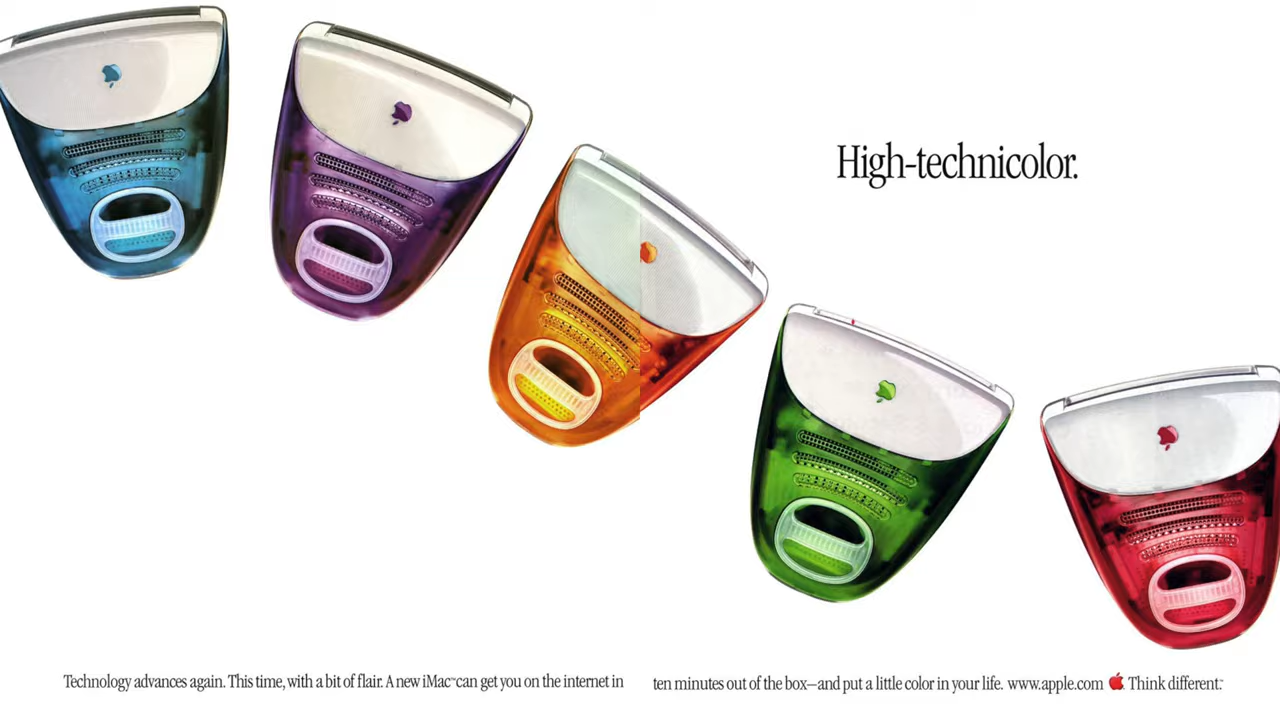 High-technicolor.
Technology advances again. This time, with a bit of flair. A new iMac™ can get you on the internet in ten minutes out of the box—and put a little color in your life. www.apple.com Think different.™